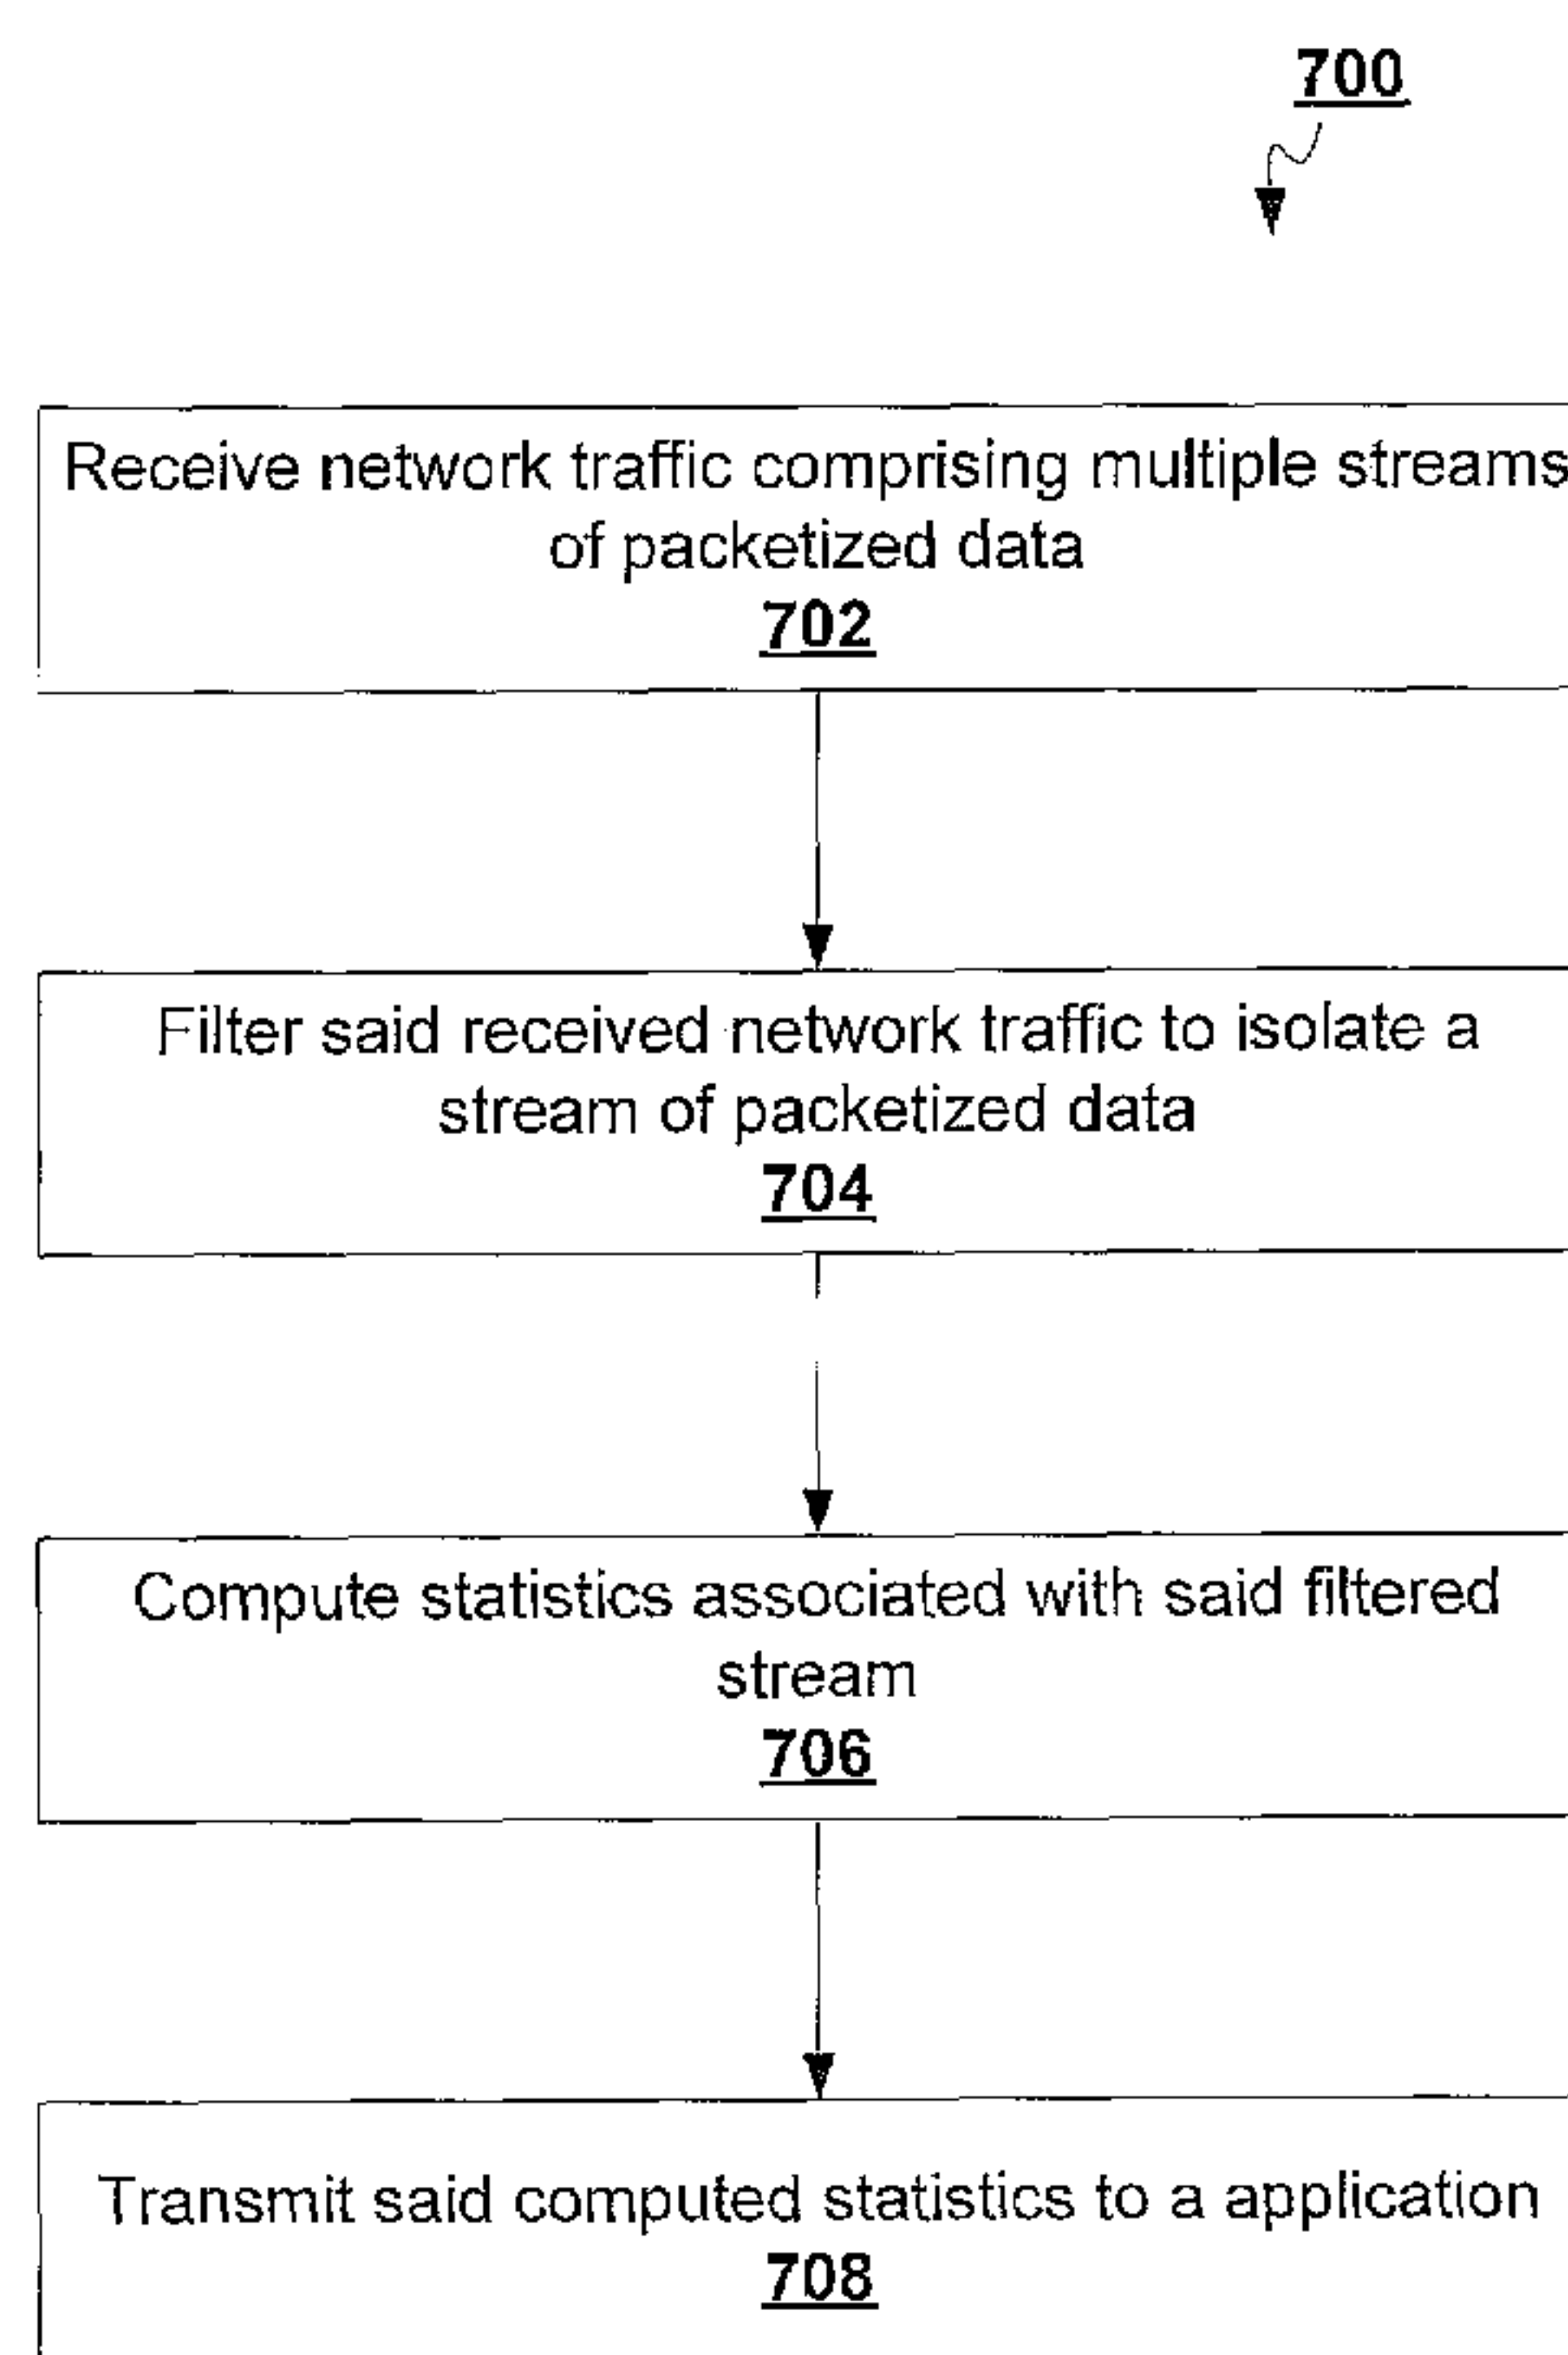 700
Receive network traffic comprising multiple streams
of packetized data
702
Filter said received network traffic to isolate a
stream of packetized data
704
Compute statistics associated with said filtered
stream
706
Transmit said computed statistics to a application
708